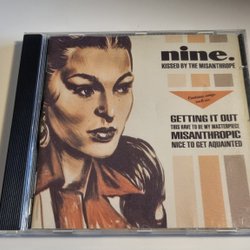 nine.
KISSED BY THE MISANTHROPE
GETTING IT OUT
THIS HAVE TO BE MY MASTERPIECE
MISANTHROPIC
NICE TO GET AQUAINTED